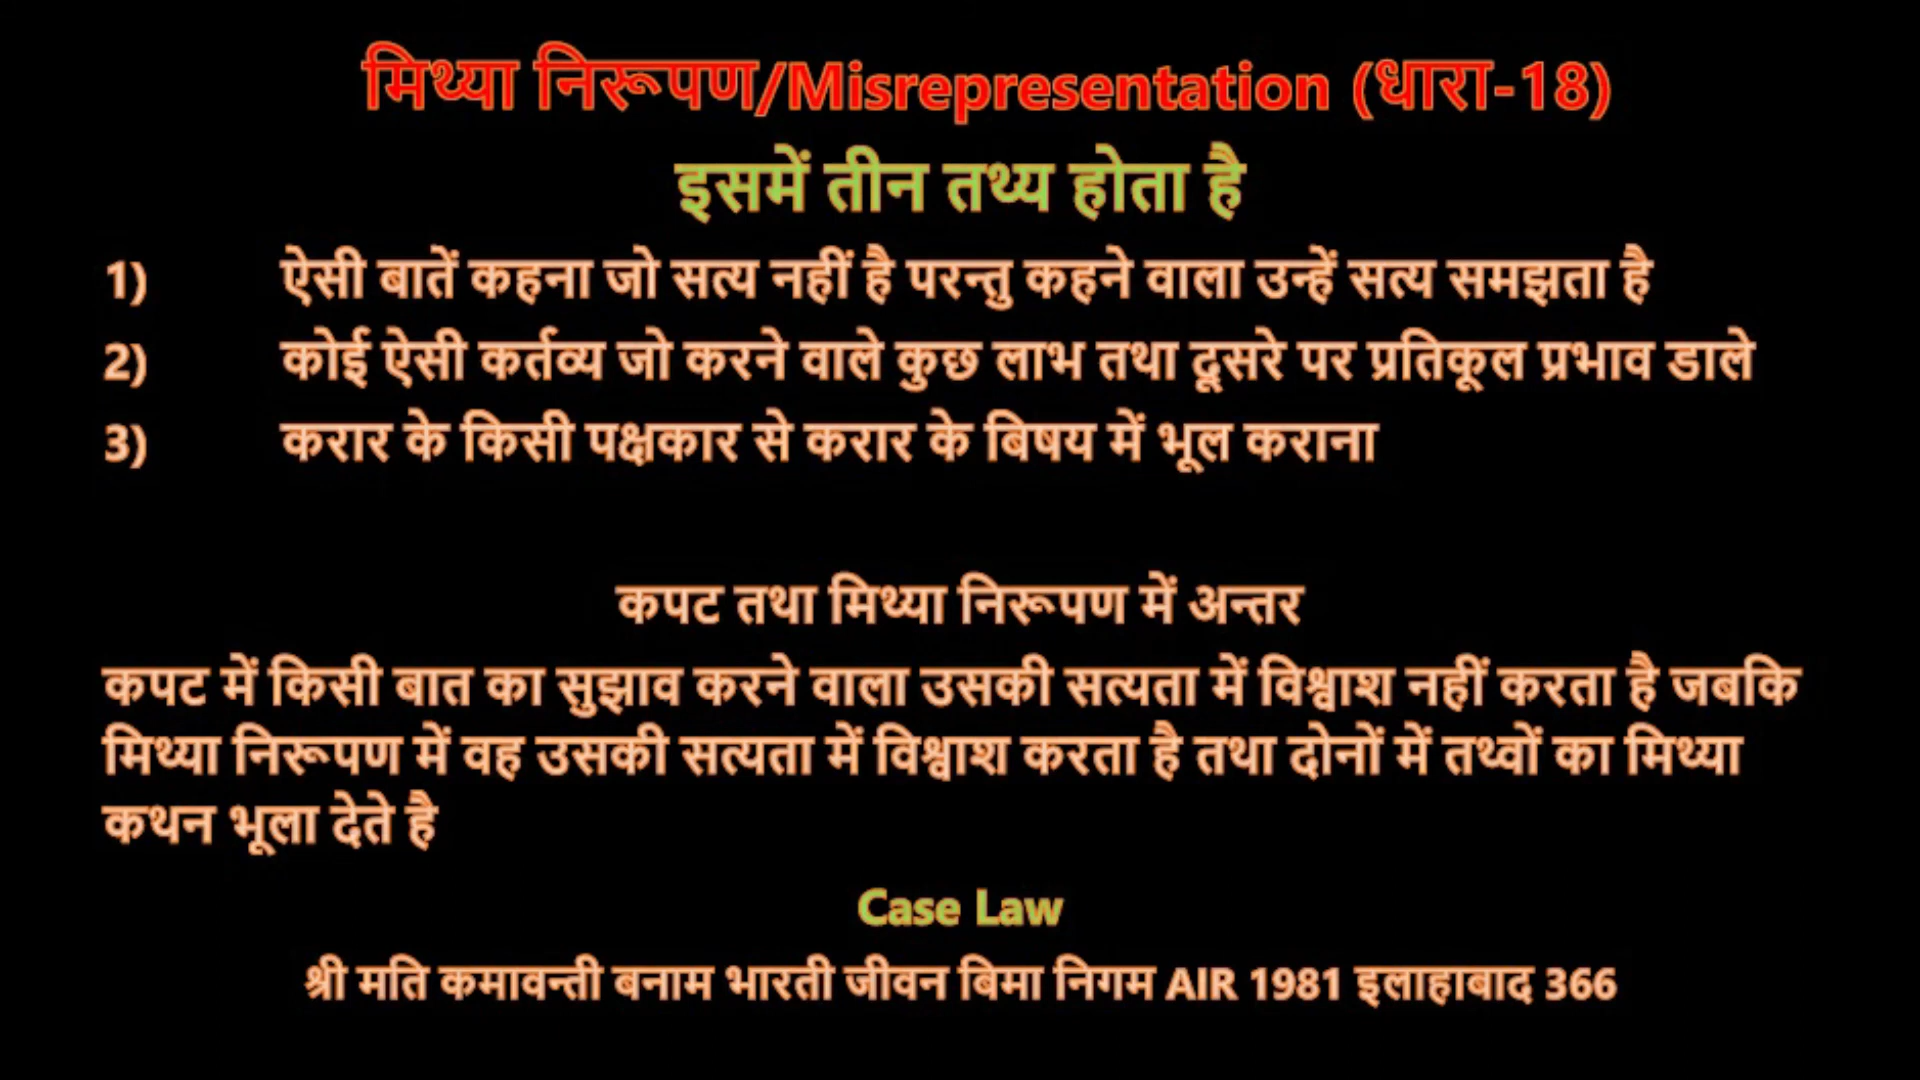 मिथ्या निरूपण/Misrepresentation (धारा-18)
इसमें तीन तथ्य होता है
1) ऐसी बातें कहना जो सत्य नहीं है परन्तु कहने वाला उन्हें सत्य समझता है
2) कोई ऐसी कर्तव्य जो करने वाले कुछ लाभ तथा दूसरे पर प्रतिकूल प्रभाव डाले
3) करार के किसी पक्षकार से करार के बिषय में भूल कराना
कपट तथा मिथ्या निरूपण में अन्तर
कपट में किसी बात का सुझाव करने वाला उसकी सत्यता में विश्वाश नहीं करता है जबकि
मिथ्या निरूपण में वह उसकी सत्यता में विश्वाश करता है तथा दोनों में तथ्वों का मिथ्या
कथन भूला देते है
Case Law
श्री मति कमावन्ती बनाम भारती जीवन बिमा निगम AIR 1981 इलाहाबाद 366